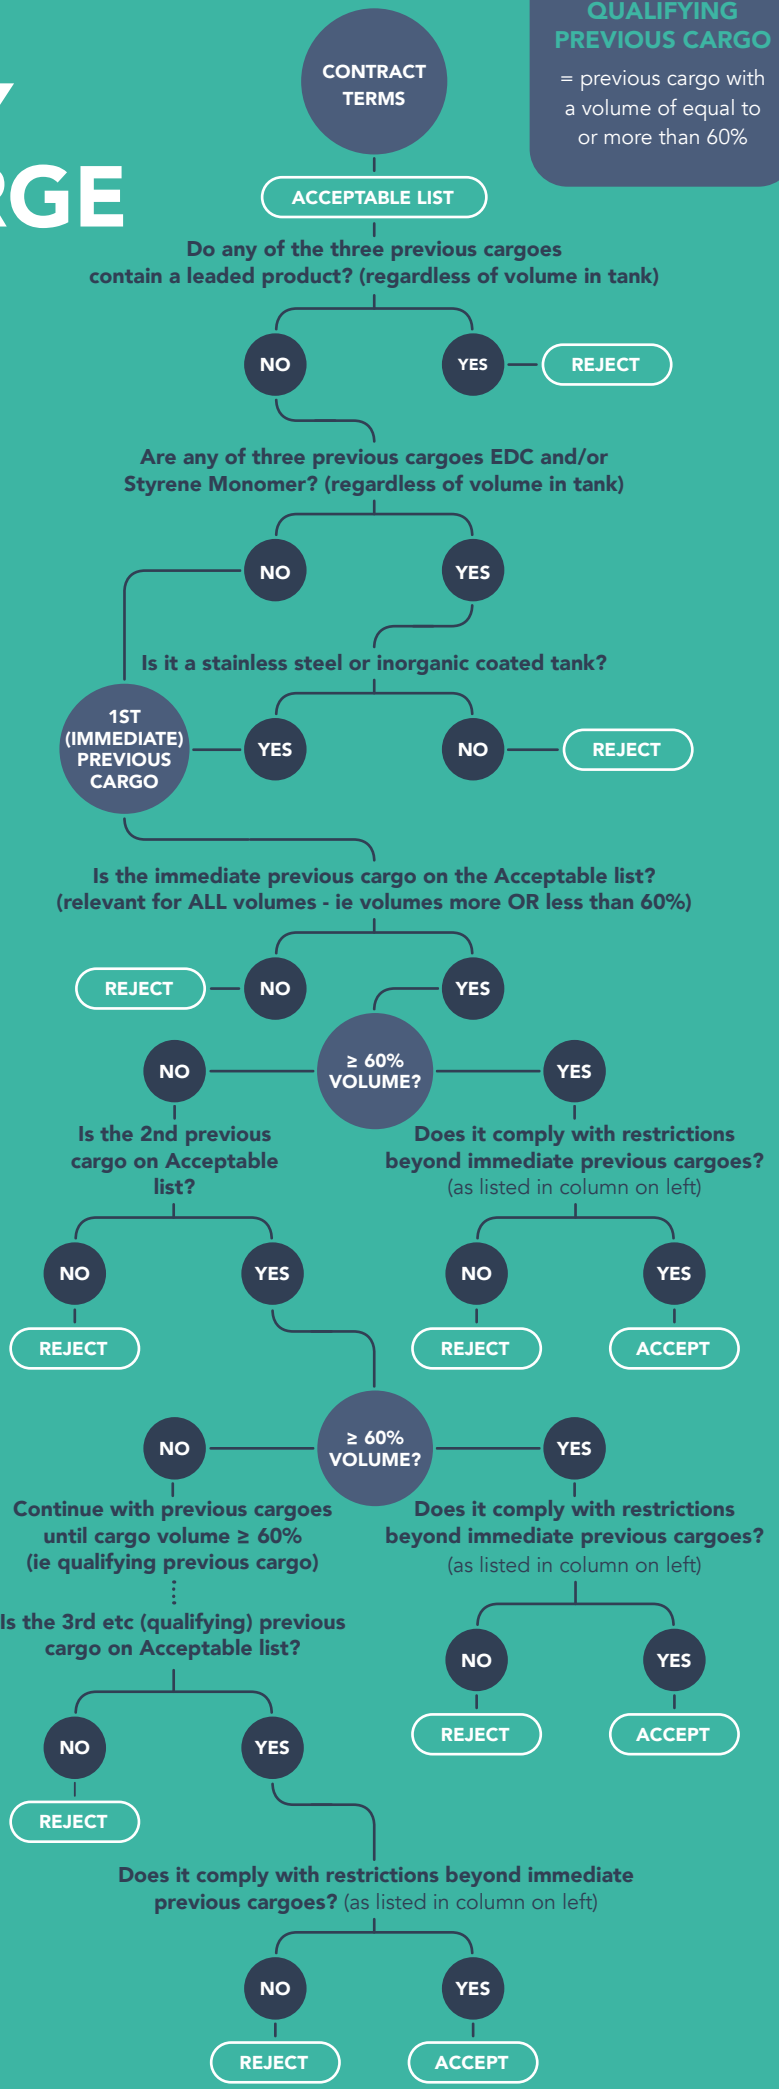 Y
RGE
QUALIFYING
PREVIOUS CARGO
= previous cargo with
a volume of equal to
or more than 60%
CONTRACT
TERMS
ACCEPTABLE LIST
Do any of the three previous cargoes
contain a leaded product? (regardless of volume in tank)
NO
YES
REJECT
Are any of three previous cargoes EDC and/or
Styrene Monomer? (regardless of volume in tank)
NO
YES
Is it a stainless steel or inorganic coated tank?
1ST
(IMMEDIATE)
PREVIOUS
CARGO
YES
NO
REJECT
Is the immediate previous cargo on the Acceptable list?
(relevant for ALL volumes - ie volumes more OR less than 60%)
REJECT
NO
YES
≥ 60%
VOLUME?
NO
YES
Is the 2nd previous
cargo on Acceptable
list?
Does it comply with restrictions
beyond immediate previous cargoes?
(as listed in column on left)
NO
YES
NO
YES
REJECT
REJECT
ACCEPT
≥ 60%
VOLUME?
NO
YES
Continue with previous cargoes
until cargo volume ≥ 60%
(ie qualifying previous cargo)
Does it comply with restrictions
beyond immediate previous cargoes?
(as listed in column on left)
Is the 3rd etc (qualifying) previous
cargo on Acceptable list?
NO
YES
REJECT
ACCEPT
NO
YES
REJECT
Does it comply with restrictions beyond immediate
previous cargoes? (as listed in column on left)
NO
YES
REJECT
ACCEPT